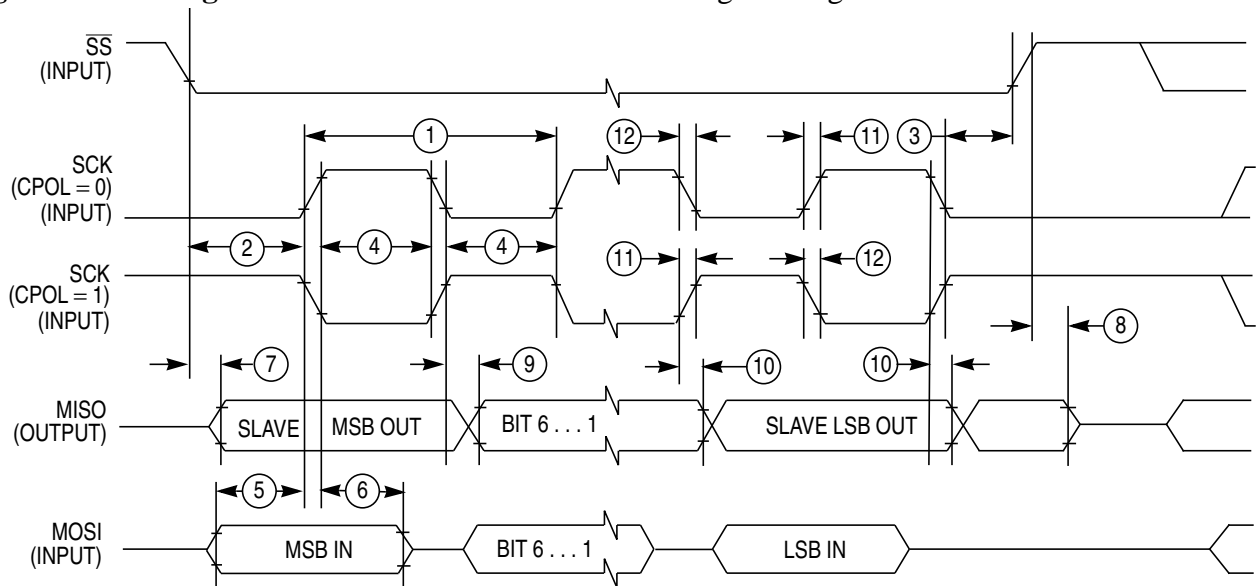 SS
(INPUT)
1
12
11
3
SCK
(CPOL = 0)
(INPUT)
2
4
4
11
12
SCK
(CPOL = 1)
(INPUT)
7
9
10
10
8
MISO
(OUTPUT)
SLAVE MSB OUT
BIT 6 . . . 1
SLAVE LSB OUT
5
6
MOSI
(INPUT)
MSB IN
BIT 6 . . . 1
LSB IN